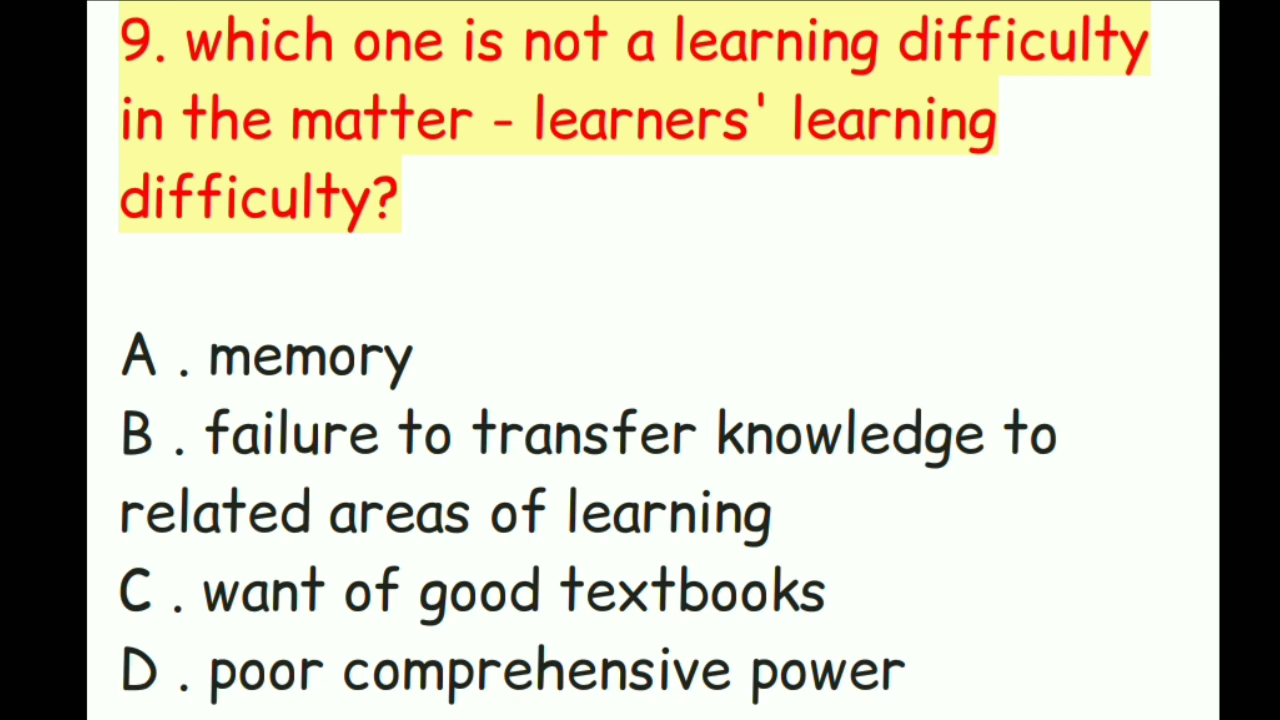 9. which one is not a learning difficulty
in the matter - learners' learning
difficulty?
A . memory
B . failure to transfer knowledge to
related areas of learning
C . want of good textbooks
D . poor comprehensive power